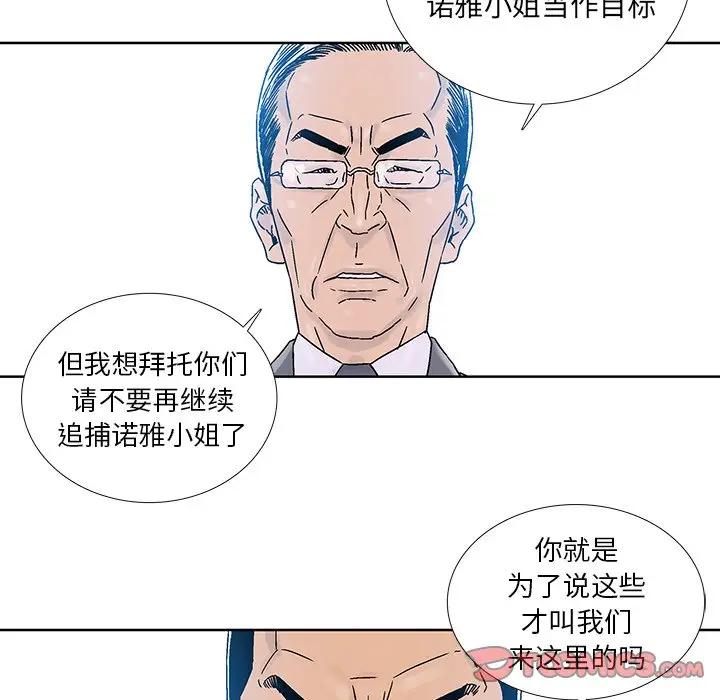 诺雅小姐当作目标
但我想拜托你们
请不要再继续
追捕诺雅小姐了
你就是
为了说这些
才叫我们
来这里的吗
OTOMICS.COM